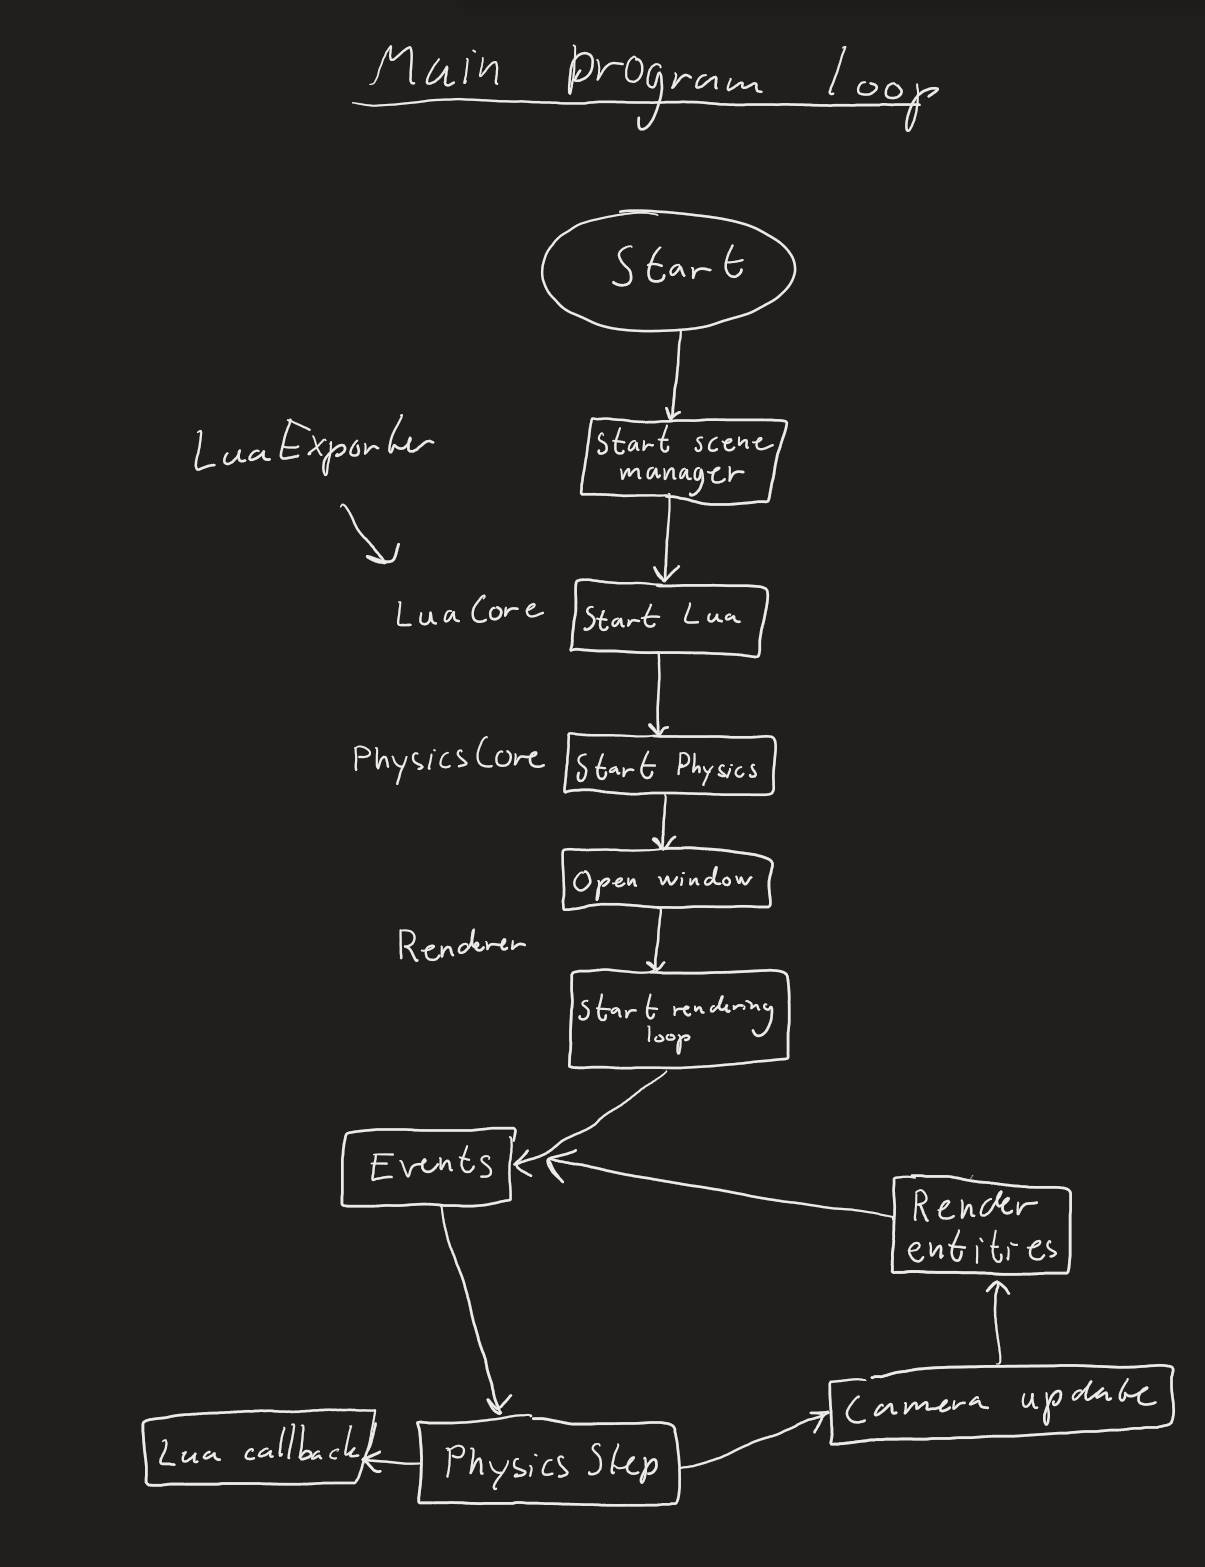 Main program loop
Start
Start scene
manager
LuaExporter
LuaCore
Start Lua
PhysicsCore
Start Physics
Open window
Renderer
Start rendering
loop
Events
Render
entities
Camera update
Lua callback
Physics Step